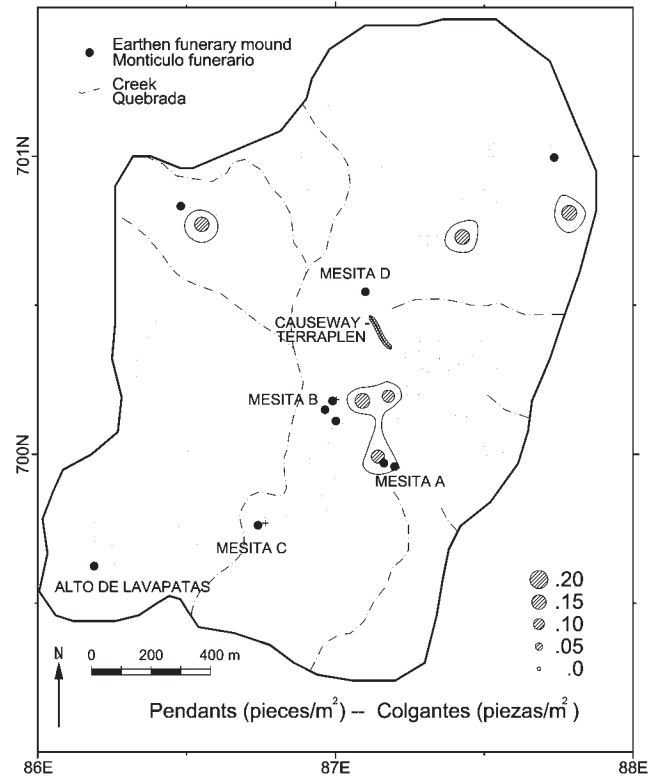 Earthen funerary mound
Monticulo funerario
Creek
Quebrada
701N
MESITA D
CAUSEWAY -
TERRAPLEN
MESITA B
700N
MESITA A
MESITA C
ALTO DE LAVAPATAS
.20
.15
.10
.05
.0
N
0 200 400 m
Pendants (pieces/m²) -- Colgantes (piezas/m²)
86E 87E 88E